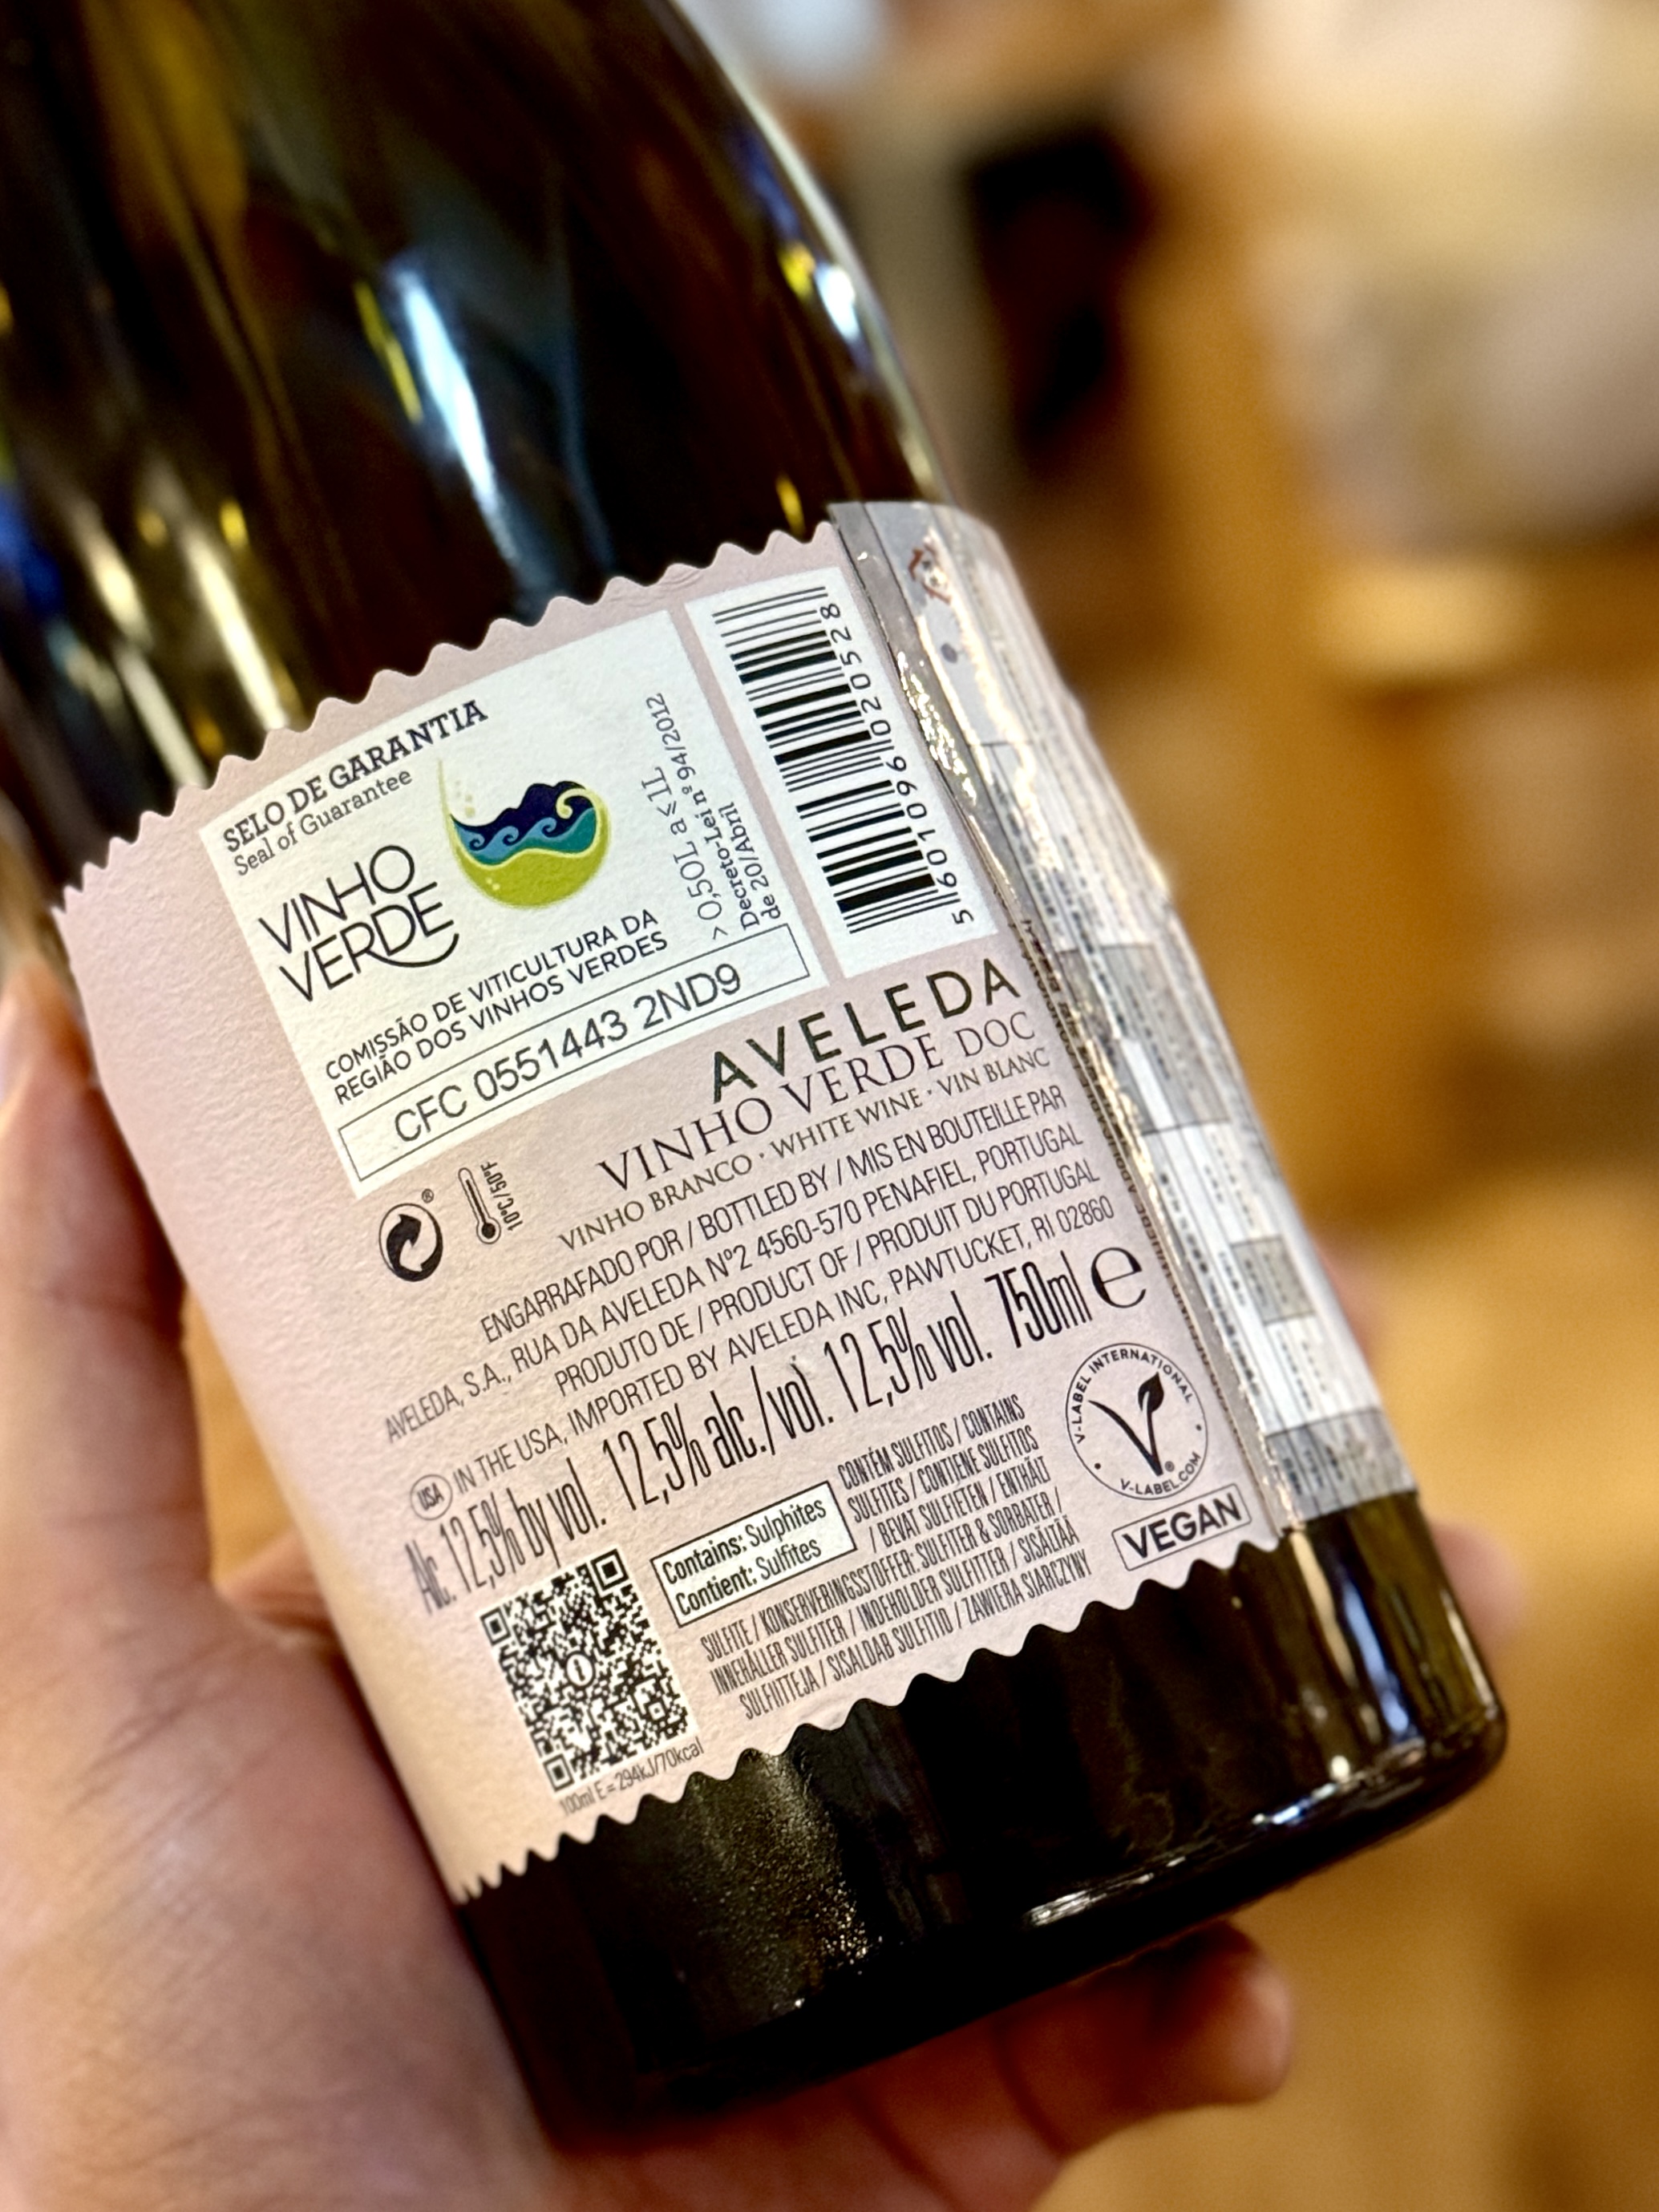 SELO DE GARANTIA
Seal of Guarantee
VINHO
VERDE
COMISSÃO DE VITICULTURA DA
REGIÃO DOS VINHOS VERDES
> 0,50L a < 1L
Decreto-Lei nº 94/2012
de 20/Abril
CFC 0551443 2ND9
5 601096 020528
10ºC/50ºF
AVELEDA
VINHO VERDE DOC
VINHO BRANCO · WHITE WINE · VIN BLANC
ENGARRAFADO POR / BOTTLED BY / MIS EN BOUTEILLE PAR
AVELEDA, S.A., RUA DA AVELEDA Nº2 4560-570 PENAFIEL, PORTUGAL
PRODUTO DE / PRODUCT OF / PRODUIT DU PORTUGAL
USA IN THE USA, IMPORTED BY AVELEDA INC, PAWTUCKET, RI 02860
Alc. 12,5% by vol. 12,5% alc./vol. 12,5% vol. 750ml e
Contains: Sulphites
Contient: Sulfites
CONTÉM SULFITOS / CONTAINS
SULFITES / CONTIENE SULFITOS
/ BEVAT SULFIETEN / ENTHÄLT
SULFITE / KONSERVERINGSSTOFFER: SULFITER & SORBATER /
INNEHÅLLER SULFITER / INDEHOLDER SULFITTER / SISÄLTÄÄ
SULFIITTEJA / SISALDAB SULFITID / ZAWIERA SIARCZYNY
V-LABEL INTERNATIONAL
V-LABEL.COM
VEGAN
100ml E = 294kJ/70kcal